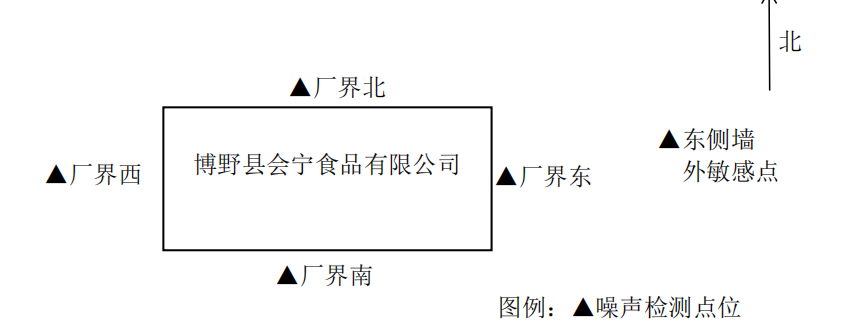 北
▲厂界北
▲东侧墙
外敏感点
博野县会宁食品有限公司
▲厂界西
▲厂界东
▲厂界南
图例：▲噪声检测点位